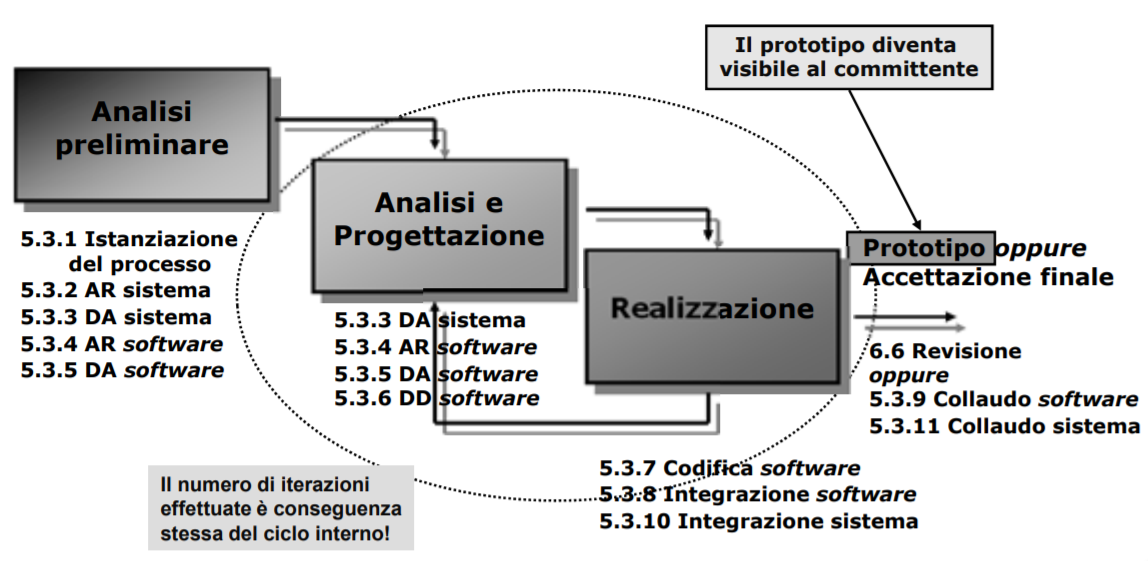 Il prototipo diventa
visibile al committente
Analisi
preliminare
Analisi e
Progettazione
5.3.1 Istanziazione
del processo
5.3.2 AR sistema
5.3.3 DA sistema
5.3.4 AR software
5.3.5 DA software
Prototipo oppure
Accettazione finale
Realizzazione
5.3.3 DA sistema
5.3.4 AR software
5.3.5 DA software
5.3.6 DD software
6.6 Revisione
oppure
5.3.9 Collaudo software
5.3.11 Collaudo sistema
5.3.7 Codifica software
5.3.8 Integrazione software
5.3.10 Integrazione sistema
Il numero di iterazioni
effettuate è conseguenza
stessa del ciclo interno!